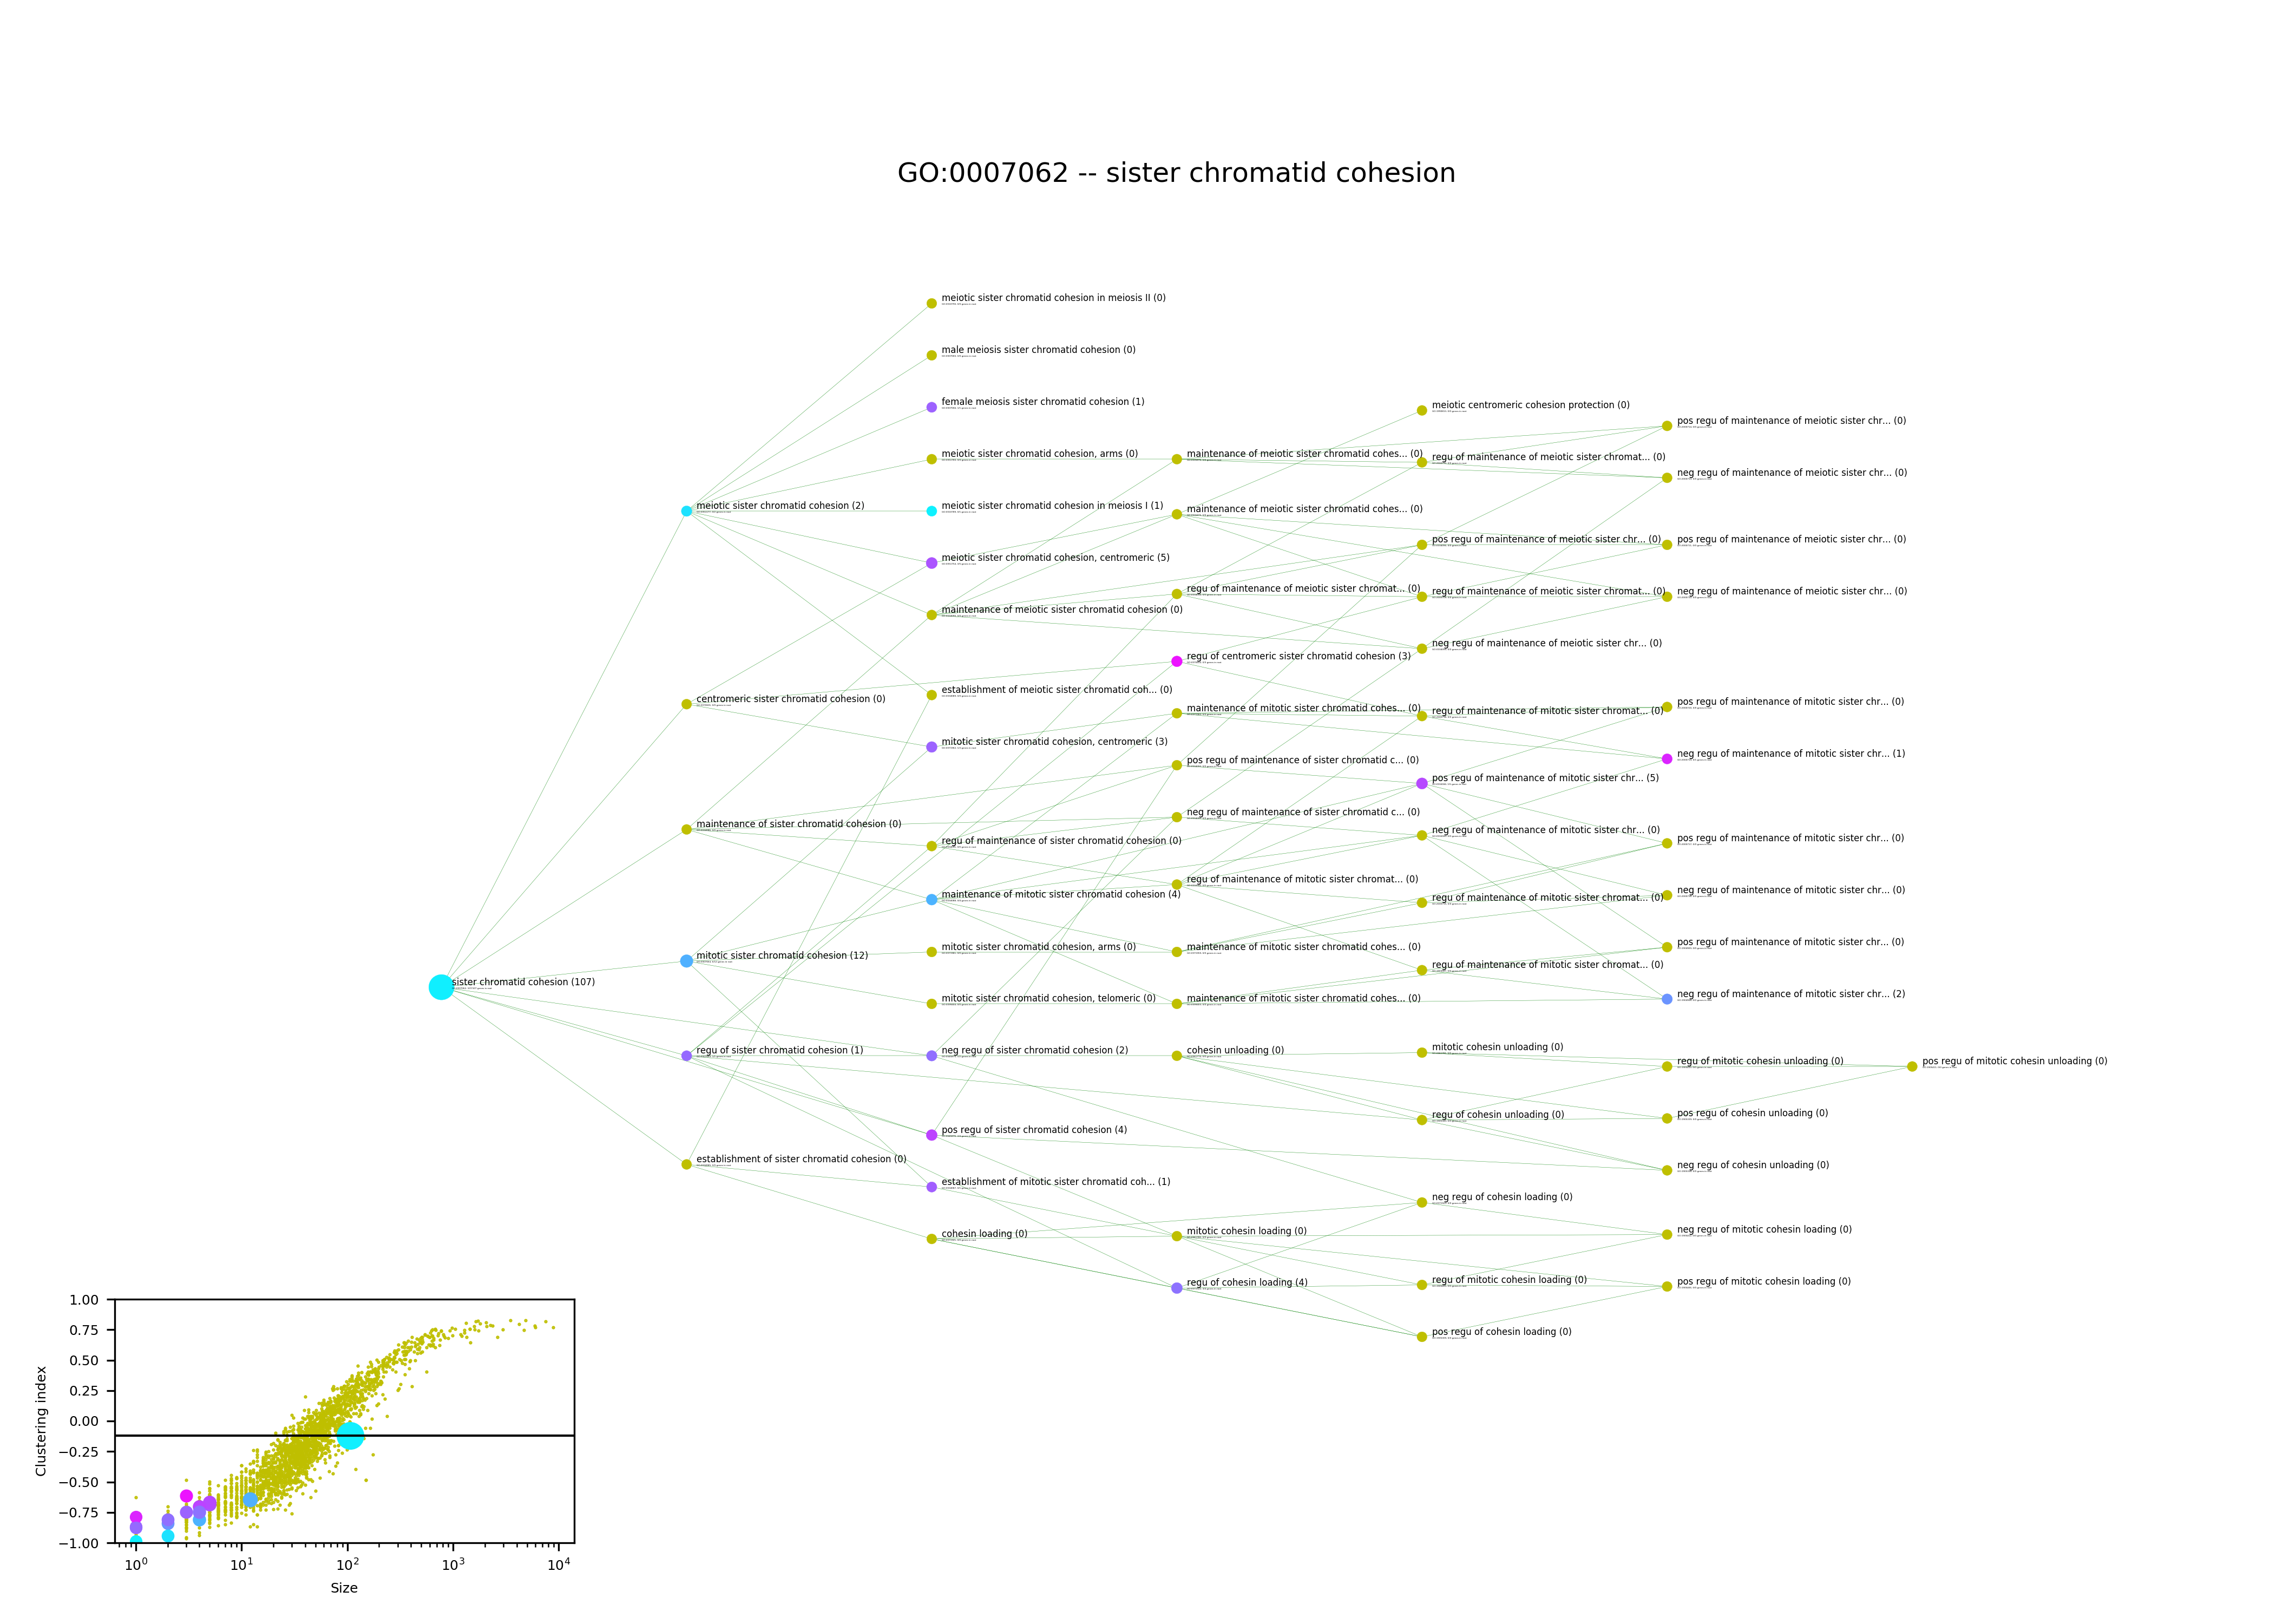 GO:0007062 -- sister chromatid cohesion
meiotic sister chromatid cohesion in meiosis II (0)
male meiosis sister chromatid cohesion (0)
female meiosis sister chromatid cohesion (1)
meiotic sister chromatid cohesion, arms (0)
meiotic sister chromatid cohesion (2)
meiotic sister chromatid cohesion in meiosis I (1)
meiotic sister chromatid cohesion, centromeric (5)
maintenance of meiotic sister chromatid cohesion (0)
centromeric sister chromatid cohesion (0)
establishment of meiotic sister chromatid coh... (0)
mitotic sister chromatid cohesion, centromeric (3)
maintenance of sister chromatid cohesion (0)
regu of maintenance of sister chromatid cohesion (0)
maintenance of mitotic sister chromatid cohesion (4)
mitotic sister chromatid cohesion, arms (0)
mitotic sister chromatid cohesion (12)
sister chromatid cohesion (107)
mitotic sister chromatid cohesion, telomeric (0)
regu of sister chromatid cohesion (1)
neg regu of sister chromatid cohesion (2)
pos regu of sister chromatid cohesion (4)
establishment of sister chromatid cohesion (0)
establishment of mitotic sister chromatid coh... (1)
cohesin loading (0)
maintenance of meiotic sister chromatid cohes... (0)
maintenance of meiotic sister chromatid cohes... (0)
regu of maintenance of meiotic sister chromat... (0)
regu of centromeric sister chromatid cohesion (3)
maintenance of mitotic sister chromatid cohes... (0)
pos regu of maintenance of sister chromatid c... (0)
neg regu of maintenance of sister chromatid c... (0)
regu of maintenance of mitotic sister chromat... (0)
maintenance of mitotic sister chromatid cohes... (0)
maintenance of mitotic sister chromatid cohes... (0)
cohesin unloading (0)
mitotic cohesin loading (0)
regu of cohesin loading (4)
meiotic centromeric cohesion protection (0)
regu of maintenance of meiotic sister chromat... (0)
pos regu of maintenance of meiotic sister chr... (0)
regu of maintenance of meiotic sister chromat... (0)
neg regu of maintenance of meiotic sister chr... (0)
regu of maintenance of mitotic sister chromat... (0)
pos regu of maintenance of mitotic sister chr... (5)
neg regu of maintenance of mitotic sister chr... (0)
regu of maintenance of mitotic sister chromat... (0)
regu of maintenance of mitotic sister chromat... (0)
mitotic cohesin unloading (0)
regu of cohesin unloading (0)
neg regu of cohesin loading (0)
regu of mitotic cohesin loading (0)
pos regu of cohesin loading (0)
pos regu of maintenance of meiotic sister chr... (0)
neg regu of maintenance of meiotic sister chr... (0)
pos regu of maintenance of meiotic sister chr... (0)
neg regu of maintenance of meiotic sister chr... (0)
pos regu of maintenance of mitotic sister chr... (0)
neg regu of maintenance of mitotic sister chr... (1)
pos regu of maintenance of mitotic sister chr... (0)
neg regu of maintenance of mitotic sister chr... (0)
pos regu of maintenance of mitotic sister chr... (0)
neg regu of maintenance of mitotic sister chr... (2)
regu of mitotic cohesin unloading (0)
pos regu of cohesin unloading (0)
neg regu of cohesin unloading (0)
neg regu of mitotic cohesin loading (0)
pos regu of mitotic cohesin loading (0)
pos regu of mitotic cohesin unloading (0)
Clustering index
1.00
0.75
0.50
0.25
0.00
−0.25
−0.50
−0.75
−1.00
10⁰ 10¹ 10² 10³ 10⁴
Size